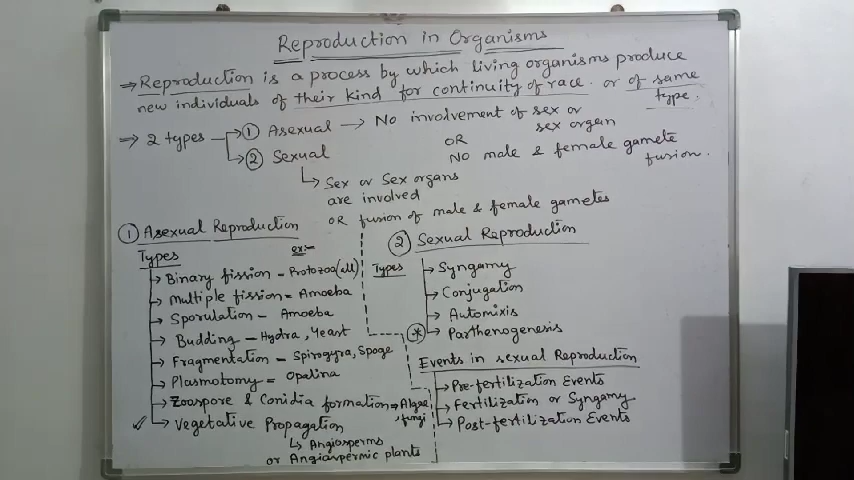 Reproduction in Organisms
⇒ Reproduction is a process by which living organisms produce
new individuals of their kind for continuity of race. or of same
type.
⇒ 2 types → ① Asexual → No involvement of sex or
sex organ
OR
No male & female gamete
fusion.
→ ② Sexual
↳ Sex or Sex organs
are involved
OR fusion of male & female gametes
① Asexual Reproduction
Types ex:-
→ Binary fission - Protozoa (all)
→ Multiple fission = Amoeba
→ Sporulation - Amoeba
→ Budding - Hydra, Yeast
→ Fragmentation - Spirogyra, Spoge
→ Plasmotomy = Opalina
→ Zoospore & Conidia formation → Algae,
, fungi
✓ → Vegetative Propagation
↳ Angiosperms
or Angiospermic plants
② Sexual Reproduction
Types → Syngamy
→ Conjugation
→ Automixis
* → Parthenogenesis
Events in sexual Reproduction
→ Pre-fertilization Events
→ Fertilization or Syngamy
→ Post-fertilization Events